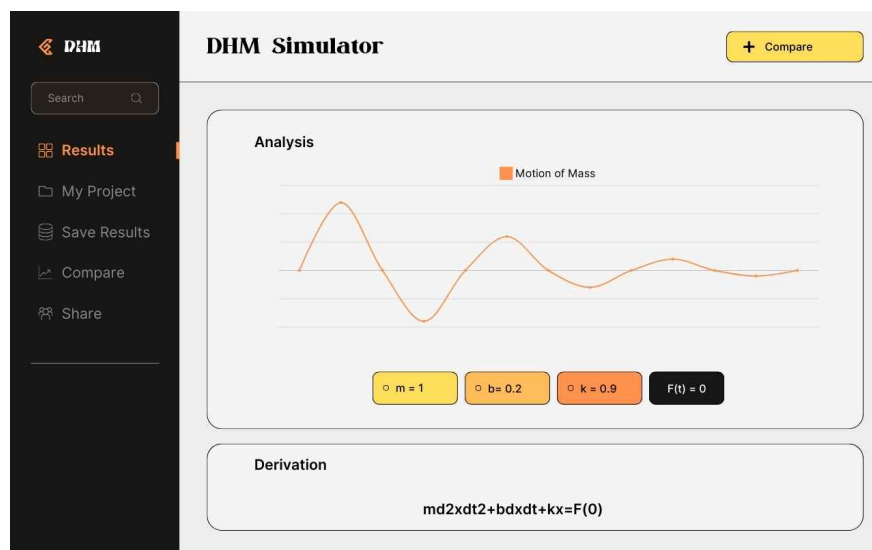 DHM
Search
Results
My Project
Save Results
Compare
Share
DHM Simulator
+ Compare
Analysis
Motion of Mass
m = 1
b= 0.2
k = 0.9
F(t) = 0
Derivation
md2xdt2+bdxdt+kx=F(0)